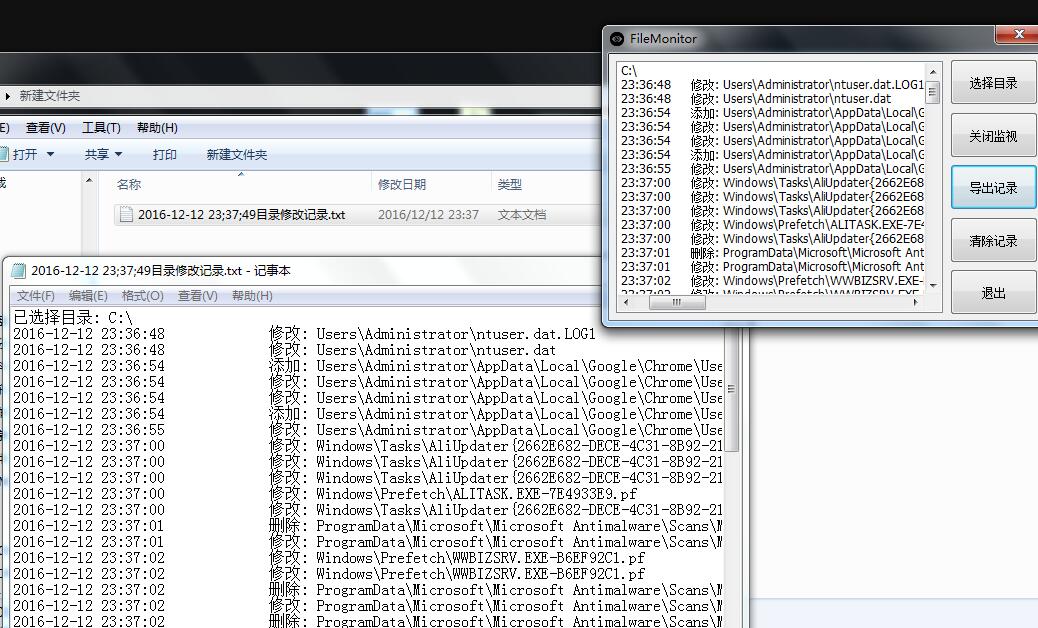 新建文件夹
E) 查看(V) 工具(T) 帮助(H)
打开 共享 打印 新建文件夹
名称 修改日期 类型
2016-12-12 23;37;49目录修改记录.txt 2016/12/12 23:37 文本文档
2016-12-12 23;37;49目录修改记录.txt - 记事本
文件(F) 编辑(E) 格式(O) 查看(V) 帮助(H)
已选择目录: C:\
2016-12-12 23:36:48 修改: Users\Administrator\ntuser.dat.LOG1
2016-12-12 23:36:48 修改: Users\Administrator\ntuser.dat
2016-12-12 23:36:54 添加: Users\Administrator\AppData\Local\Google\Chrome\Use
2016-12-12 23:36:54 修改: Users\Administrator\AppData\Local\Google\Chrome\Use
2016-12-12 23:36:54 修改: Users\Administrator\AppData\Local\Google\Chrome\Use
2016-12-12 23:36:54 添加: Users\Administrator\AppData\Local\Google\Chrome\Use
2016-12-12 23:36:55 修改: Users\Administrator\AppData\Local\Google\Chrome\Use
2016-12-12 23:37:00 修改: Windows\Tasks\AliUpdater{2662E682-DECE-4C31-8B92-21
2016-12-12 23:37:00 修改: Windows\Tasks\AliUpdater{2662E682-DECE-4C31-8B92-21
2016-12-12 23:37:00 修改: Windows\Tasks\AliUpdater{2662E682-DECE-4C31-8B92-21
2016-12-12 23:37:00 修改: Windows\Prefetch\ALITASK.EXE-7E4933E9.pf
2016-12-12 23:37:00 修改: Windows\Tasks\AliUpdater{2662E682-DECE-4C31-8B92-21
2016-12-12 23:37:01 删除: ProgramData\Microsoft\Microsoft Antimalware\Scans\M
2016-12-12 23:37:01 修改: ProgramData\Microsoft\Microsoft Antimalware\Scans\M
2016-12-12 23:37:02 修改: Windows\Prefetch\WWBIZSRV.EXE-B6EF92C1.pf
2016-12-12 23:37:02 修改: Windows\Prefetch\WWBIZSRV.EXE-B6EF92C1.pf
2016-12-12 23:37:02 删除: ProgramData\Microsoft\Microsoft Antimalware\Scans\M
2016-12-12 23:37:02 修改: ProgramData\Microsoft\Microsoft Antimalware\Scans\M
2016-12-12 23:37:02 删除: ProgramData\Microsoft\Microsoft Antimalware\Scans\M
FileMonitor
C:\
23:36:48 修改: Users\Administrator\ntuser.dat.LOG1
23:36:48 修改: Users\Administrator\ntuser.dat
23:36:54 添加: Users\Administrator\AppData\Local\G
23:36:54 修改: Users\Administrator\AppData\Local\G
23:36:54 修改: Users\Administrator\AppData\Local\G
23:36:54 添加: Users\Administrator\AppData\Local\G
23:36:55 修改: Users\Administrator\AppData\Local\G
23:37:00 修改: Windows\Tasks\AliUpdater{2662E68
23:37:00 修改: Windows\Tasks\AliUpdater{2662E68
23:37:00 修改: Windows\Tasks\AliUpdater{2662E68
23:37:00 修改: Windows\Prefetch\ALITASK.EXE-7E4
23:37:00 修改: Windows\Tasks\AliUpdater{2662E68
23:37:01 删除: ProgramData\Microsoft\Microsoft Ant
23:37:01 修改: ProgramData\Microsoft\Microsoft Ant
23:37:02 修改: Windows\Prefetch\WWBIZSRV.EXE-
23:37:02 修改: Windows\Prefetch\WWBIZSRV.EXE-
选择目录
关闭监视
导出记录
清除记录
退出